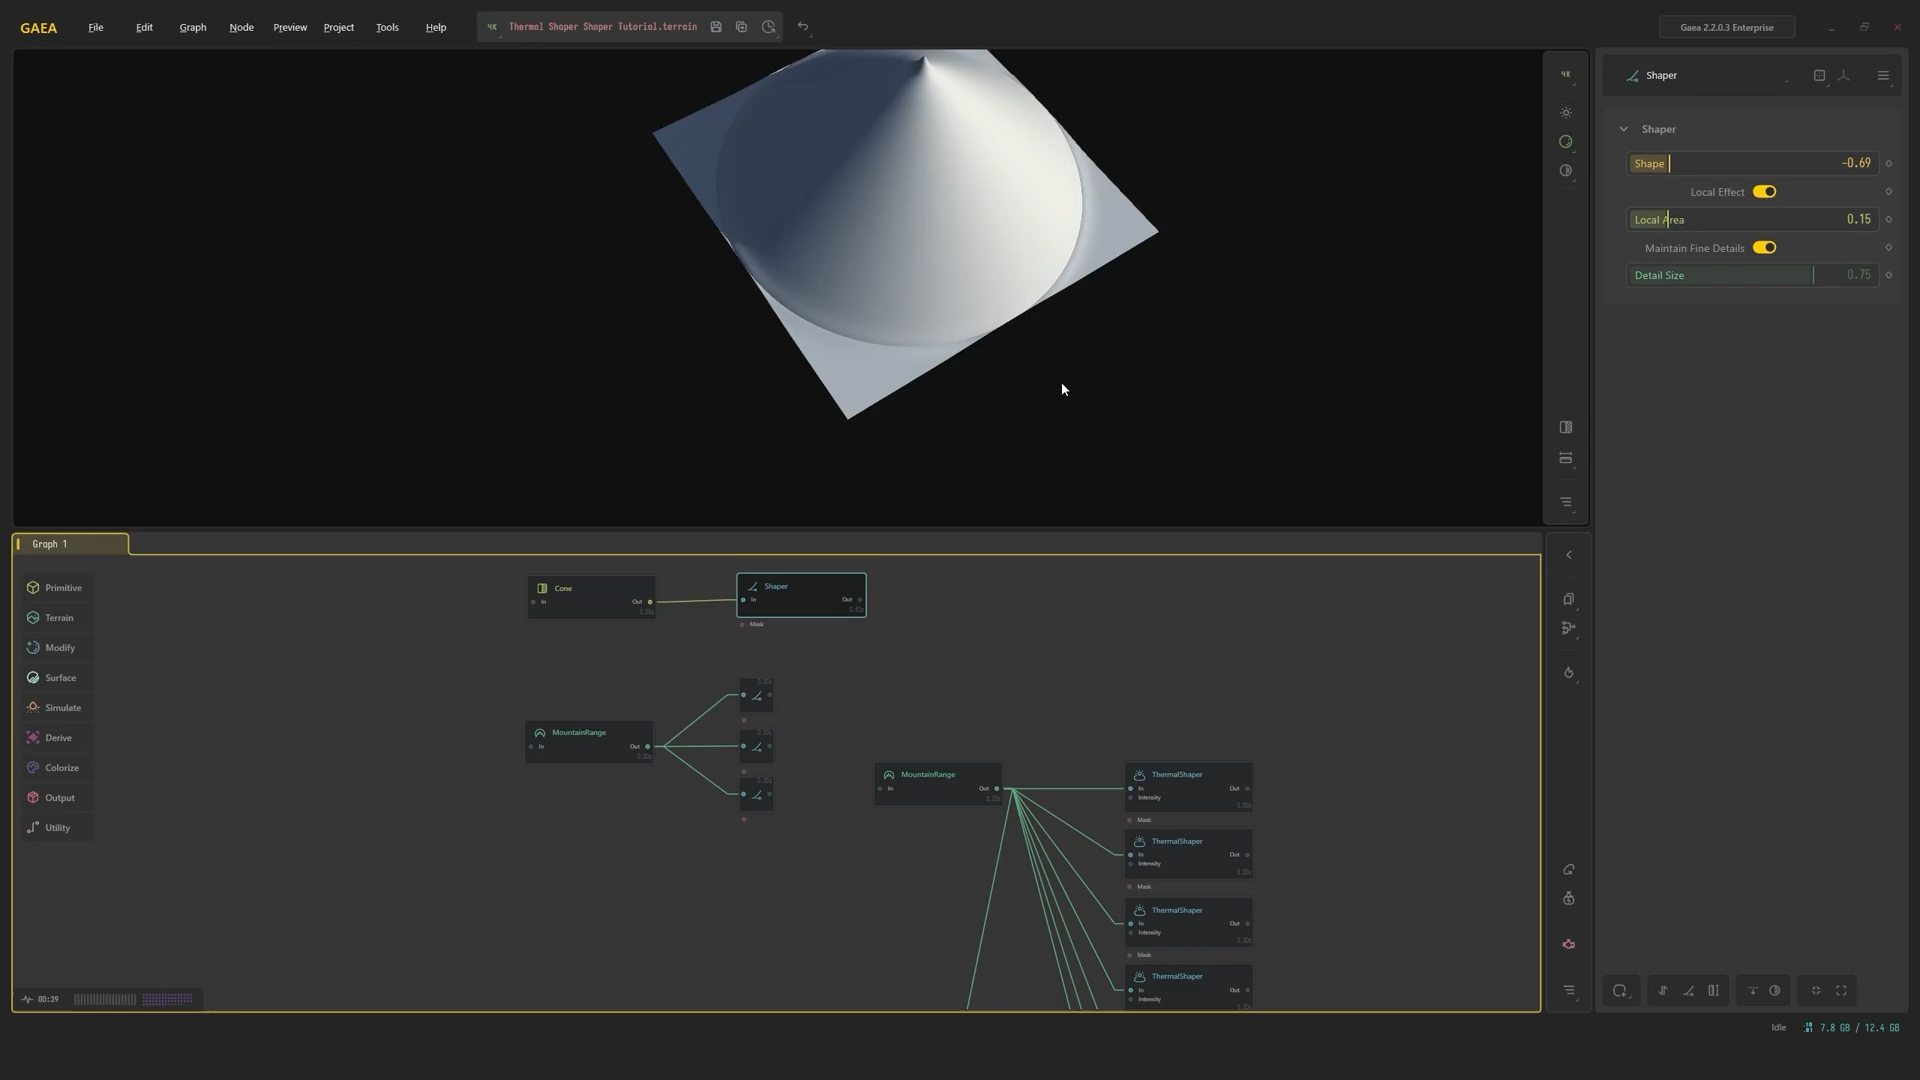 GAEA File Edit Graph Node Preview Project Tools Help 4K Thermal Shaper Shaper Tutorial.terrain Gaea 2.2.0.3 Enterprise
4K
Shaper
Shaper
Shape -0.69
Local Effect
Local Area 0.15
Maintain Fine Details
Detail Size 0.75
Graph 1
Primitive
Terrain
Modify
Surface
Simulate
Derive
Colorize
Output
Utility
Cone
In Out
Shaper
In Out
Mask
MountainRange
In Out
MountainRange
In Out
ThermalShaper
In Out
Intensity
Mask
ThermalShaper
In Out
Intensity
Mask
ThermalShaper
In Out
Intensity
Mask
ThermalShaper
In Out
Intensity
00:39
Idle 7.8 GB / 12.4 GB